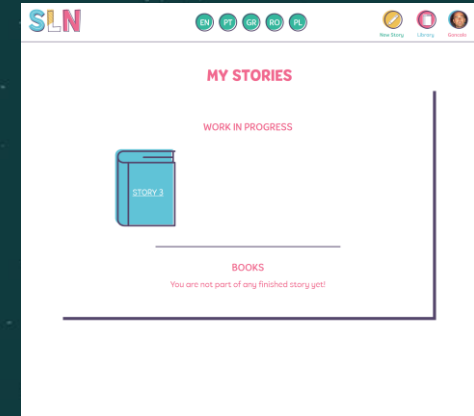 SLN
EN PT GR RO PL
New Story Library Gonzalo
MY STORIES
WORK IN PROGRESS
STORY 3
BOOKS
You are not part of any finished story yet!